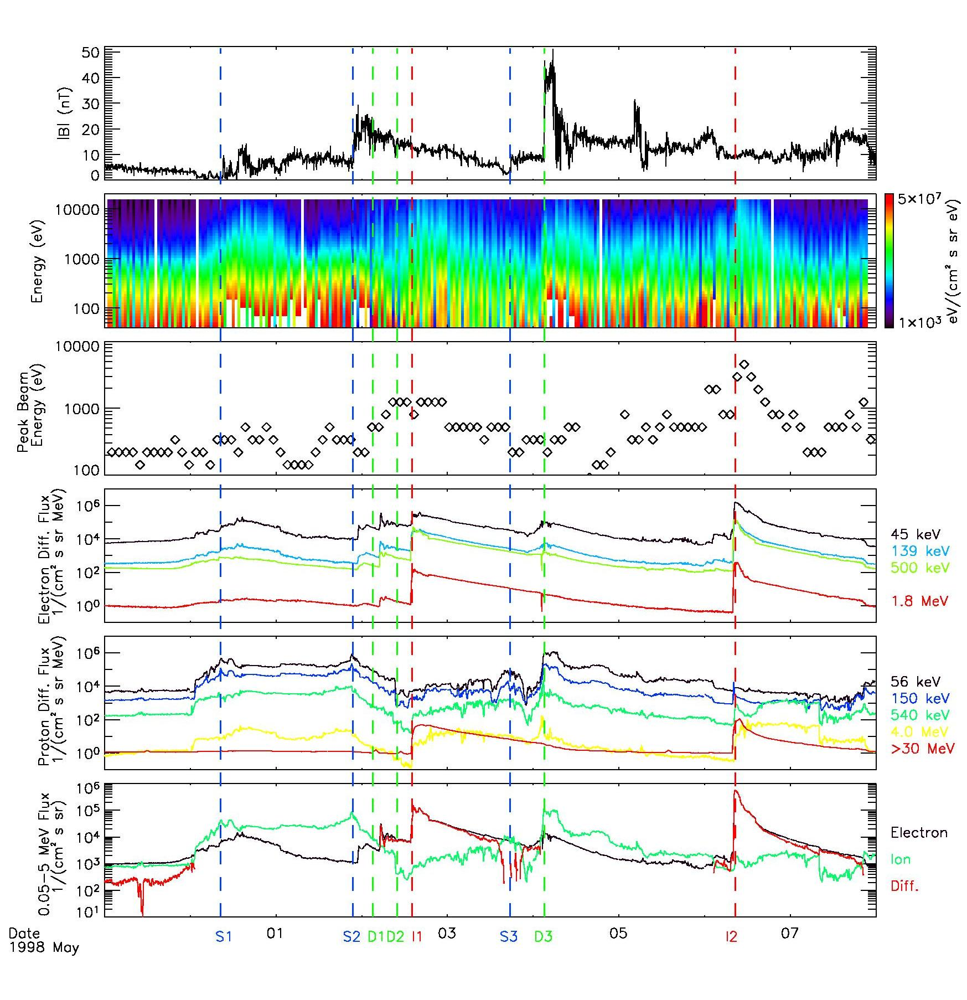 50
40
30
20
10
0
|B| (nT)
10000
1000
100
Energy (eV)
5×10⁷
1×10³
eV/(cm² s sr eV)
10000
1000
100
Peak Beam
Energy (eV)
10⁶
10⁴
10²
10⁰
Electron Diff. Flux
1/(cm² s sr MeV)
45 keV
139 keV
500 keV
1.8 MeV
10⁶
10⁴
10²
10⁰
Proton Diff. Flux
1/(cm² s sr MeV)
56 keV
150 keV
540 keV
4.0 MeV
>30 MeV
10⁶
10⁵
10⁴
10³
10²
10¹
0.05–5 MeV Flux
1/(cm² s sr)
Electron
Ion
Diff.
Date
1998 May
S1 01 S2 D1 D2 I1 03 S3 D3 05 I2 07